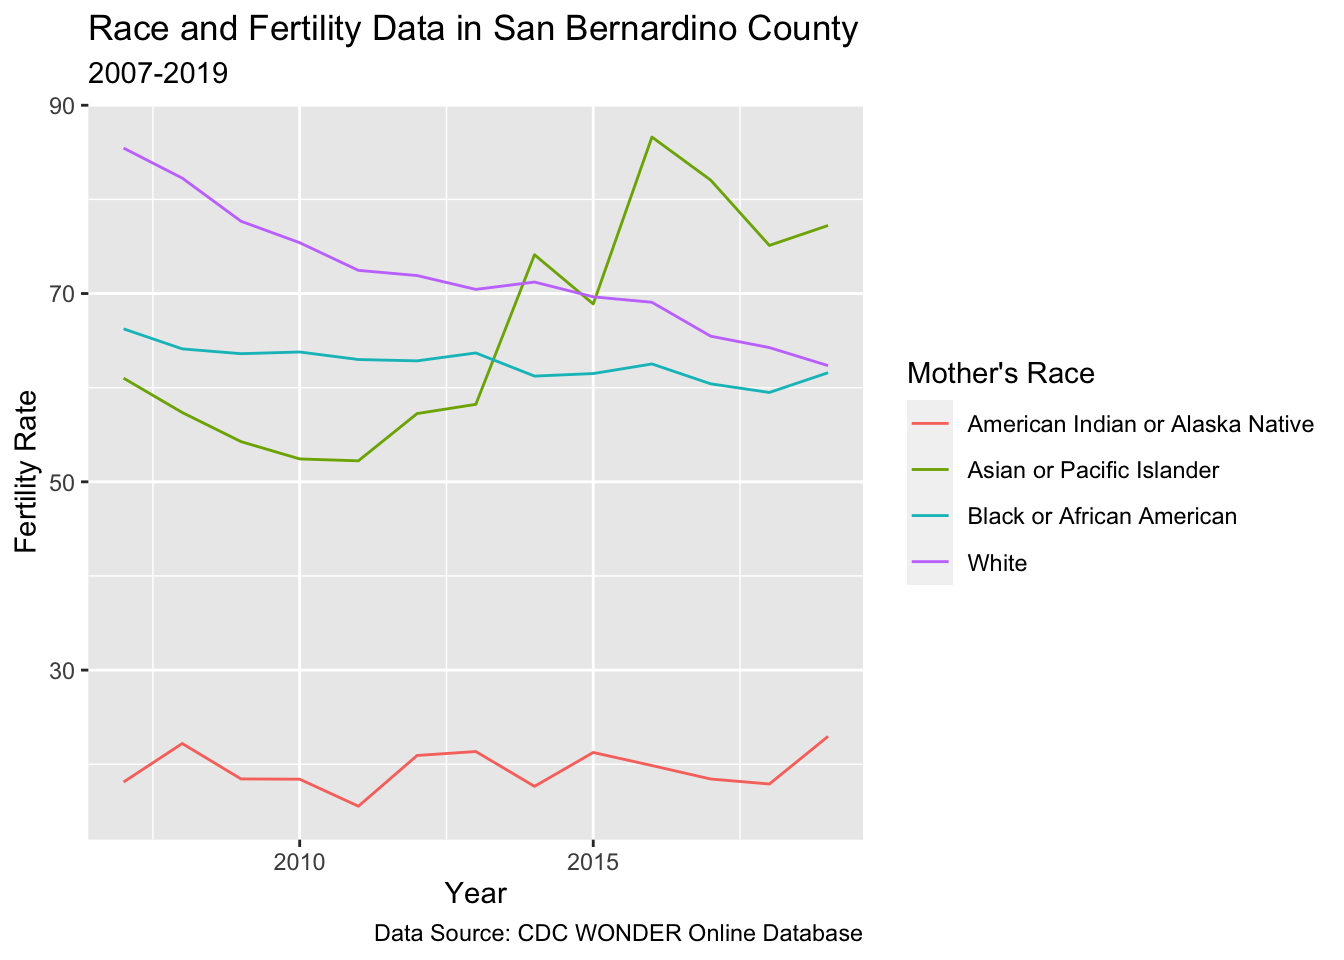 Race and Fertility Data in San Bernardino County
2007-2019
90
70
50
30
Fertility Rate
2010
2015
Year
Data Source: CDC WONDER Online Database
Mother's Race
American Indian or Alaska Native
Asian or Pacific Islander
Black or African American
White